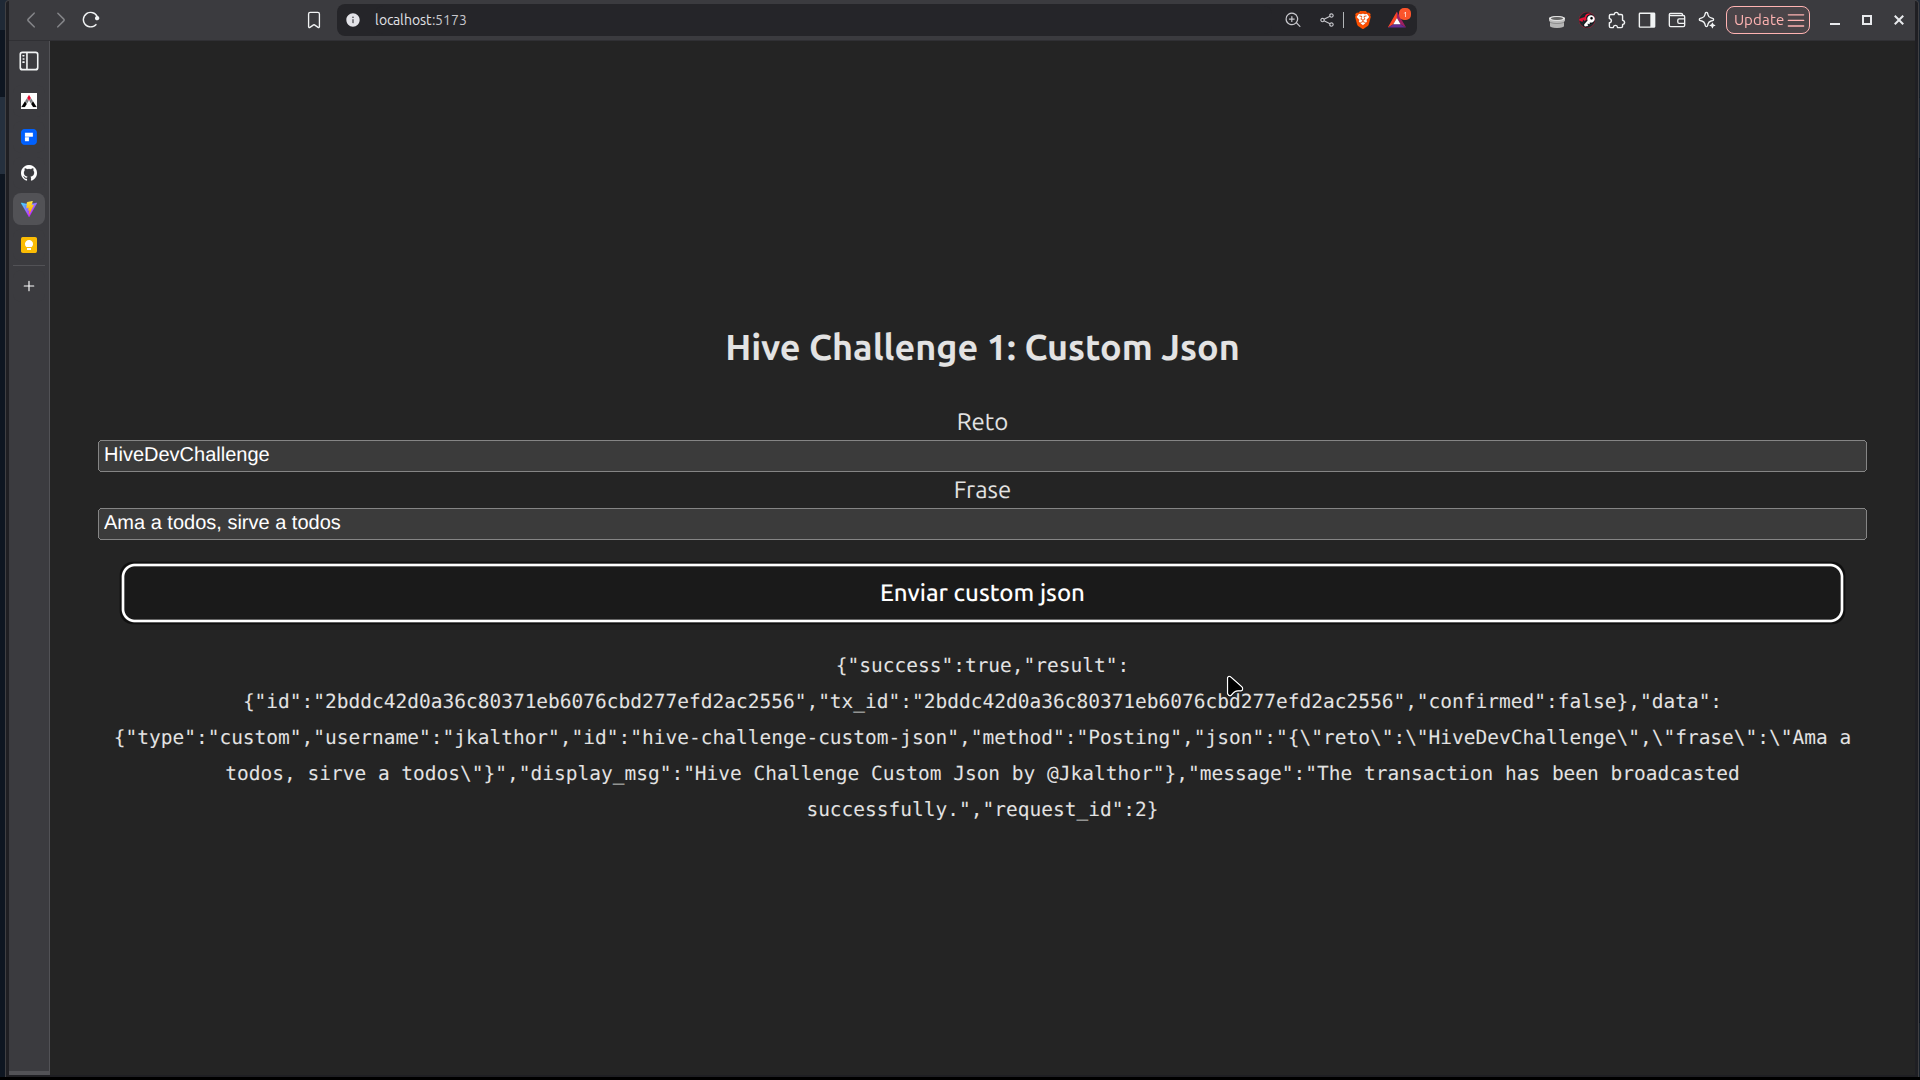 localhost:5173
1
Update
Hive Challenge 1: Custom Json
Reto
HiveDevChallenge
Frase
Ama a todos, sirve a todos
Enviar custom json
{"success":true,"result":
{"id":"2bddc42d0a36c80371eb6076cbd277efd2ac2556","tx_id":"2bddc42d0a36c80371eb6076cbd277efd2ac2556","confirmed":false},"data":
{"type":"custom","username":"jkalthor","id":"hive-challenge-custom-json","method":"Posting","json":"{\"reto\":\"HiveDevChallenge\",\"frase\":\"Ama a
todos, sirve a todos\"}","display_msg":"Hive Challenge Custom Json by @Jkalthor"},"message":"The transaction has been broadcasted
successfully.","request_id":2}